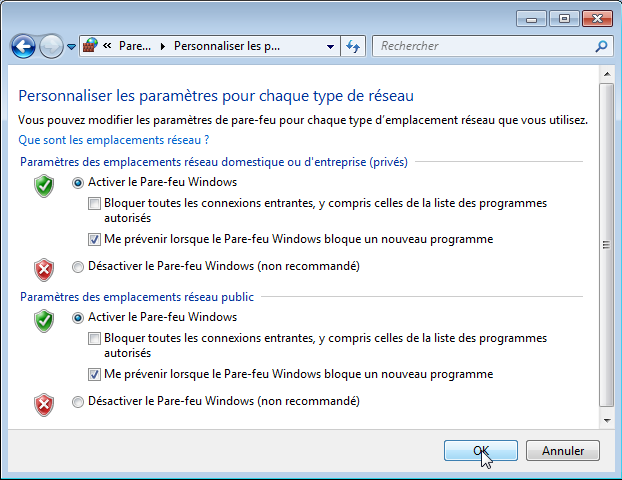 « Pare... Personnaliser les p... Rechercher
Personnaliser les paramètres pour chaque type de réseau
Vous pouvez modifier les paramètres de pare-feu pour chaque type d'emplacement réseau que vous utilisez.
Que sont les emplacements réseau ?
Paramètres des emplacements réseau domestique ou d'entreprise (privés)
Activer le Pare-feu Windows
Bloquer toutes les connexions entrantes, y compris celles de la liste des programmes
autorisés
Me prévenir lorsque le Pare-feu Windows bloque un nouveau programme
Désactiver le Pare-feu Windows (non recommandé)
Paramètres des emplacements réseau public
Activer le Pare-feu Windows
Bloquer toutes les connexions entrantes, y compris celles de la liste des programmes
autorisés
Me prévenir lorsque le Pare-feu Windows bloque un nouveau programme
Désactiver le Pare-feu Windows (non recommandé)
OK Annuler